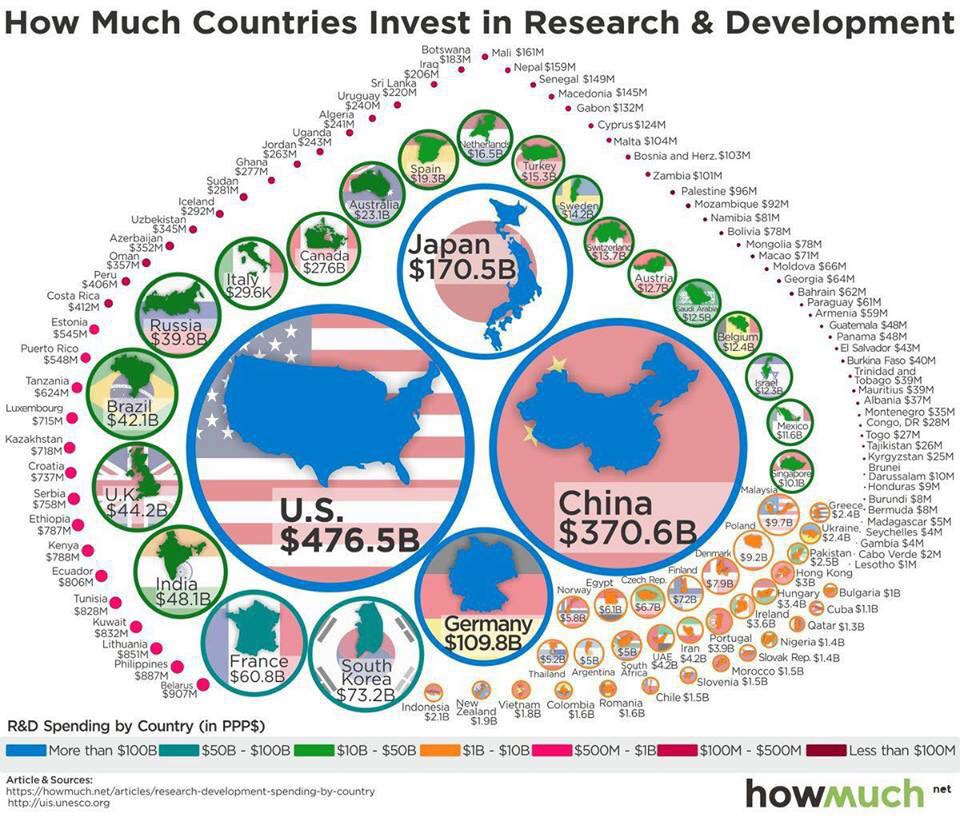 How Much Countries Invest in Research & Development
Botswana
$183M
Iraq
$206M
Sri Lanka
$220M
Uruguay
$240M
Algeria
$241M
Uganda
$243M
Jordan
$263M
Ghana
$277M
Sudan
$281M
Iceland
$292M
Uzbekistan
$345M
Azerbaijan
$352M
Oman
$357M
Peru
$406M
Costa Rica
$412M
Estonia
$545M
Puerto Rico
$548M
Tanzania
$624M
Luxembourg
$715M
Kazakhstan
$718M
Croatia
$737M
Serbia
$758M
Ethiopia
$787M
Kenya
$788M
Ecuador
$806M
Tunisia
$828M
Kuwait
$832M
Lithuania
$851M
Philippines
$887M
Belarus
$907M
Mali $161M
Nepal $159M
Senegal $149M
Macedonia $145M
Gabon $132M
Cyprus $124M
Malta $104M
Bosnia and Herz. $103M
Zambia $101M
Palestine $96M
Mozambique $92M
Namibia $81M
Bolivia $78M
Mongolia $78M
Macao $71M
Moldova $66M
Georgia $64M
Bahrain $62M
Paraguay $61M
Armenia $59M
Guatemala $48M
Panama $48M
El Salvador $43M
Burkina Faso $40M
Trinidad and
Tobago $39M
Mauritius $39M
Albania $37M
Montenegro $35M
Congo, DR $28M
Togo $27M
Tajikistan $26M
Kyrgyzstan $25M
Brunei
Darussalam $10M
Honduras $9M
Burundi $8M
Bermuda $8M
Madagascar $5M
Seychelles $4M
Gambia $4M
Cabo Verde $2M
Lesotho $1M
Netherlands
$16.5B
Spain
$19.3B
Turkey
$15.3B
Australia
$23.1B
Sweden
$14.2B
Canada
$27.6B
Switzerland
$13.7B
Italy
$29.6K
Austria
$12.7B
Russia
$39.8B
Saudi Arabia
$12.5B
Belgium
$12.4B
Brazil
$42.1B
Israel
$12.3B
Mexico
$11.6B
U.K.
$44.2B
Singapore
$10.1B
India
$48.1B
Japan
$170.5B
U.S.
$476.5B
China
$370.6B
Germany
$109.8B
France
$60.8B
South
Korea
$73.2B
Malaysia
$9.7B
Poland
$9.2B
Denmark
$7.9B
Finland
$7.2B
Czech Rep.
$6.7B
Egypt
$6.1B
Norway
$5.8B
$5.2B
Thailand
$5B
Argentina
$5B
South
Africa
UAE
$4.2B
Iran
$4.2B
Portugal
$3.9B
Ireland
$3.6B
Hungary
$3.4B
Hong Kong
$3B
Pakistan
$2.5B
Ukraine
$2.4B
Greece
$2.4B
Indonesia
$2.1B
New
Zealand
$1.9B
Vietnam
$1.8B
Colombia
$1.6B
Romania
$1.6B
Chile $1.5B
Slovenia $1.5B
Morocco $1.5B
Slovak Rep. $1.4B
Nigeria $1.4B
Qatar $1.3B
Cuba $1.1B
Bulgaria $1B
R&D Spending by Country (in PPP$)
More than $100B
$50B - $100B
$10B - $50B
$1B - $10B
$500M - $1B
$100M - $500M
Less than $100M
Article & Sources:
https://howmuch.net/articles/research-development-spending-by-country
http://uis.unesco.org
howmuch.net